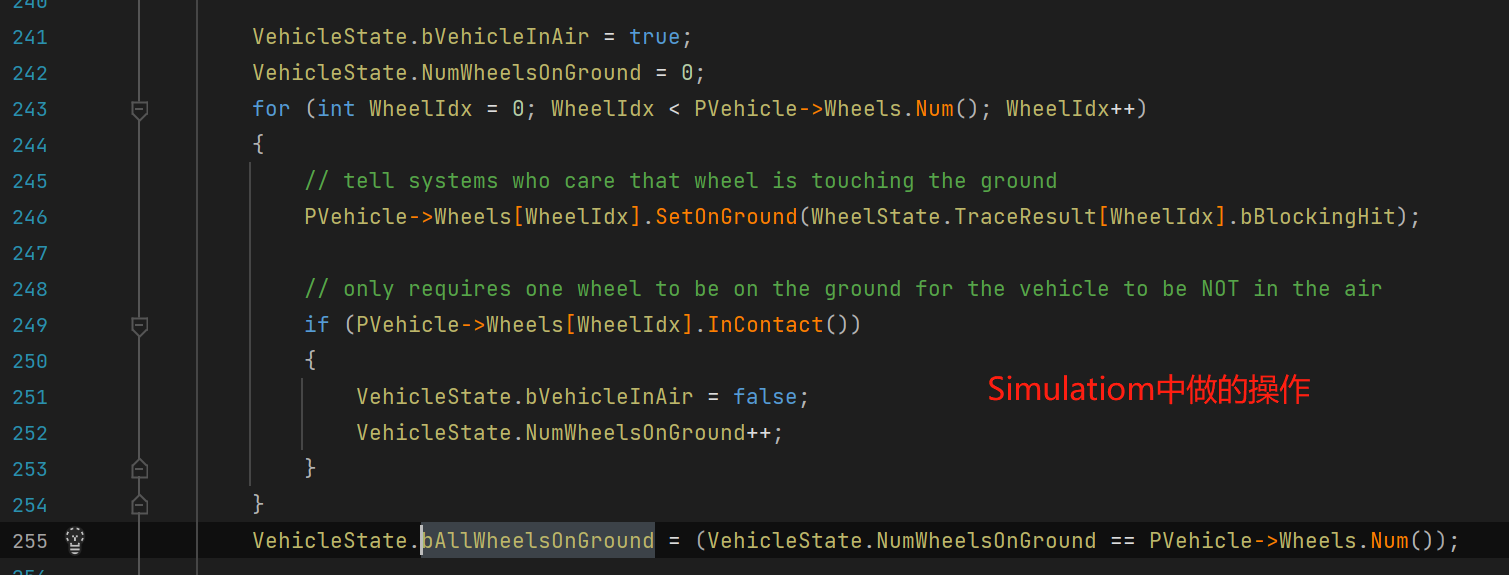 240
241 VehicleState.bVehicleInAir = true;
242 VehicleState.NumWheelsOnGround = 0;
243 for (int WheelIdx = 0; WheelIdx < PVehicle->Wheels.Num(); WheelIdx++)
244 {
245 // tell systems who care that wheel is touching the ground
246 PVehicle->Wheels[WheelIdx].SetOnGround(WheelState.TraceResult[WheelIdx].bBlockingHit);
247
248 // only requires one wheel to be on the ground for the vehicle to be NOT in the air
249 if (PVehicle->Wheels[WheelIdx].InContact())
250 {
251 VehicleState.bVehicleInAir = false;
Simulatiom中做的操作
252 VehicleState.NumWheelsOnGround++;
253 }
254 }
255 VehicleState.bAllWheelsOnGround = (VehicleState.NumWheelsOnGround == PVehicle->Wheels.Num());
256